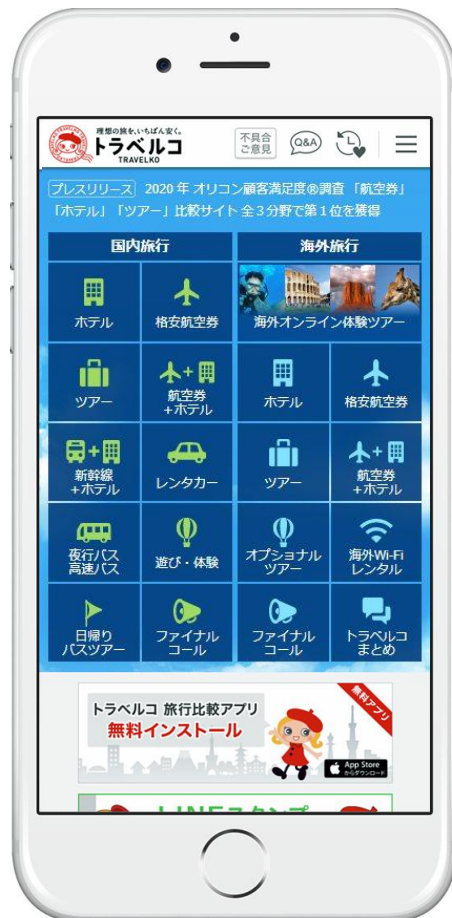 理想の旅を、いちばん安く。
トラベルコ
TRAVELKO
不具合
ご意見
Q&A
プレスリリース 2020 年 オリコン顧客満足度®調査 「航空券」
「ホテル」「ツアー」比較サイト 全３分野で第１位を獲得
国内旅行
海外旅行
ホテル
格安航空券
海外オンライン体験ツアー
ツアー
航空券
+ホテル
ホテル
格安航空券
新幹線
+ホテル
レンタカー
ツアー
航空券
+ホテル
夜行バス
高速バス
遊び・体験
オプショナル
ツアー
海外Wi-Fi
レンタル
日帰り
バスツアー
ファイナル
コール
ファイナル
コール
トラベルコ
まとめ
トラベルコ 旅行比較アプリ
無料インストール
無料アプリ
App Store
からダウンロード
LINEスタンプ